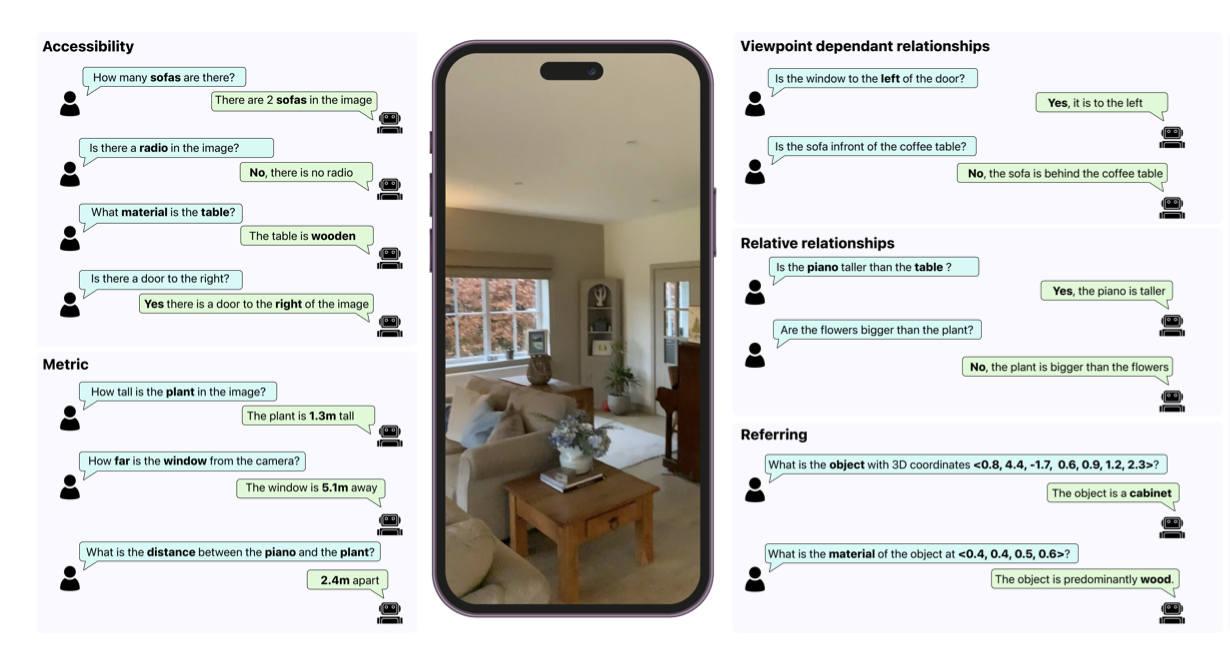 Accessibility
How many sofas are there?
There are 2 sofas in the image
Is there a radio in the image?
No, there is no radio
What material is the table?
The table is wooden
Is there a door to the right?
Yes there is a door to the right of the image
Metric
How tall is the plant in the image?
The plant is 1.3m tall
How far is the window from the camera?
The window is 5.1m away
What is the distance between the piano and the plant?
2.4m apart
Viewpoint dependant relationships
Is the window to the left of the door?
Yes, it is to the left
Is the sofa infront of the coffee table?
No, the sofa is behind the coffee table
Relative relationships
Is the piano taller than the table ?
Yes, the piano is taller
Are the flowers bigger than the plant?
No, the plant is bigger than the flowers
Referring
What is the object with 3D coordinates <0.8, 4.4, -1.7, 0.6, 0.9, 1.2, 2.3>?
The object is a cabinet
What is the material of the object at <0.4, 0.4, 0.5, 0.6>?
The object is predominantly wood.